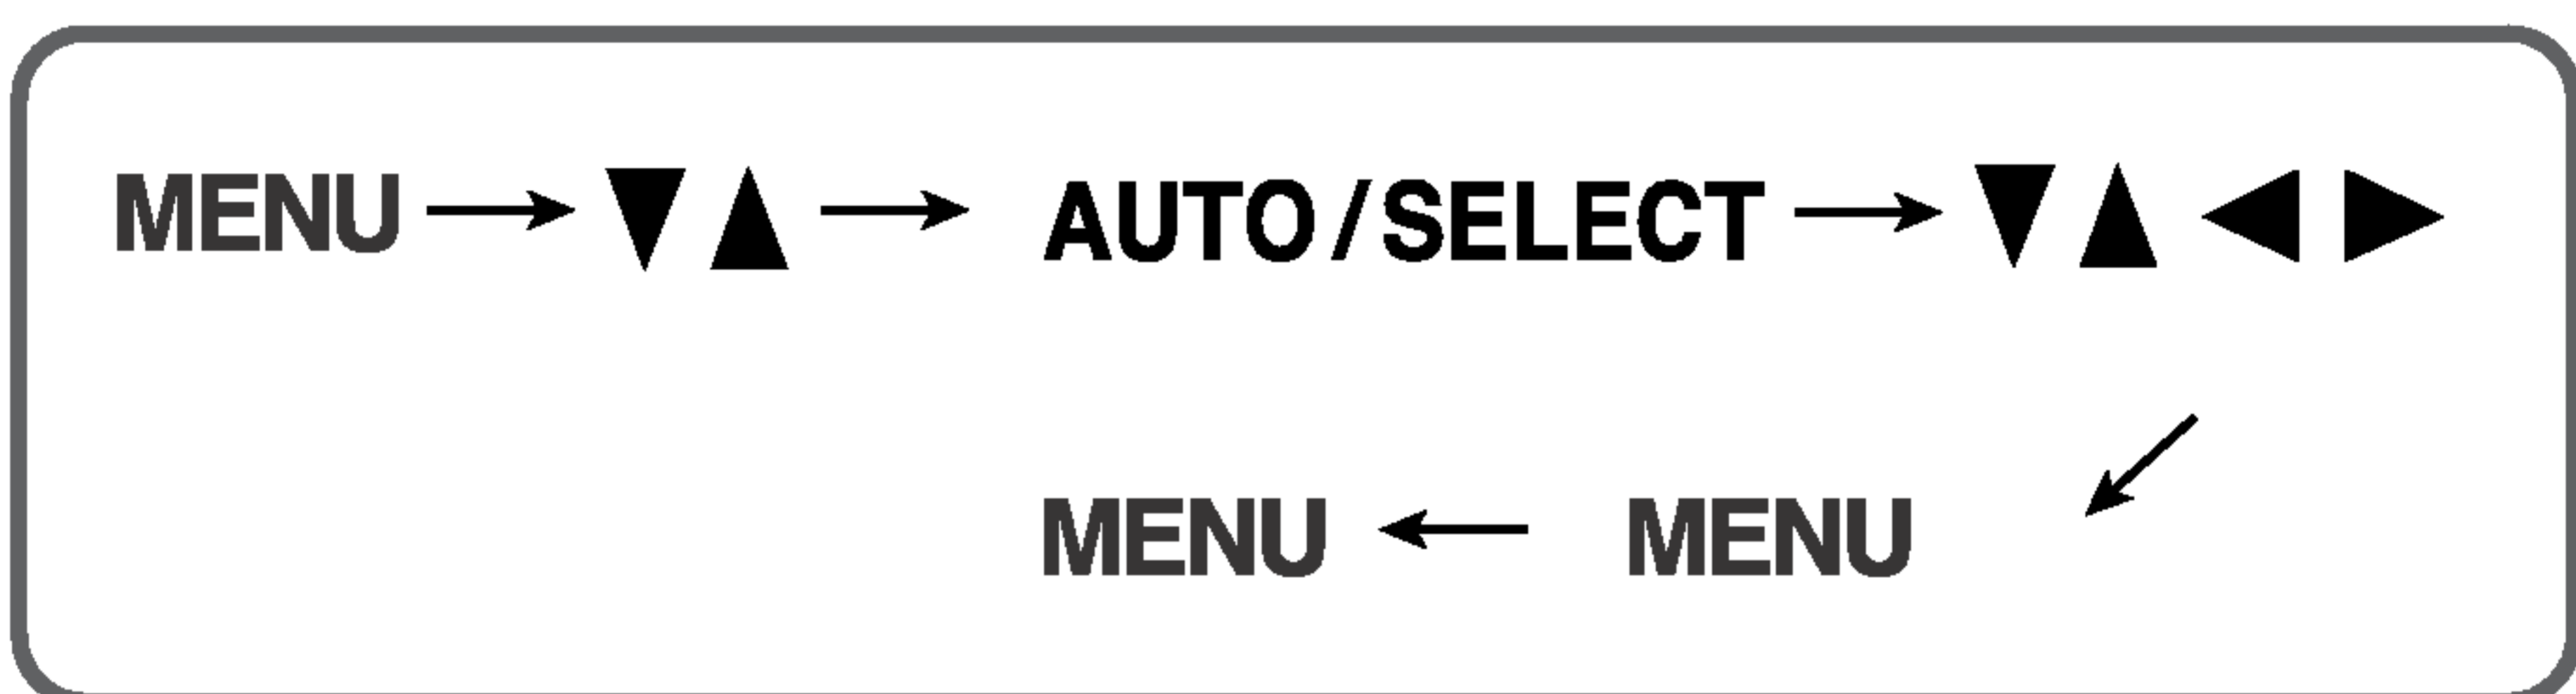 MENU → ▼▲ → AUTO/SELECT → ▼▲◀▶
MENU ← MENU